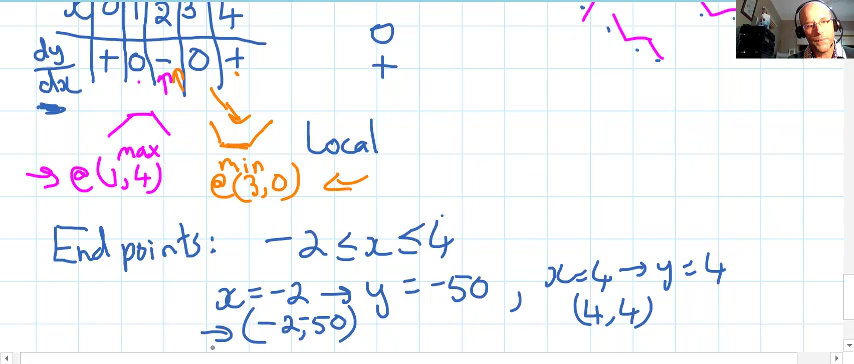 x 0 1 2 3 4
dy/dx + 0 - 0 +
0
+
max
→ @(1,4)
min
@(3,0) ←
Local
End points: -2 ≤ x ≤ 4
x = -2 → y = -50 , x = 4 → y = 4
→ (-2,-50) (4,4)